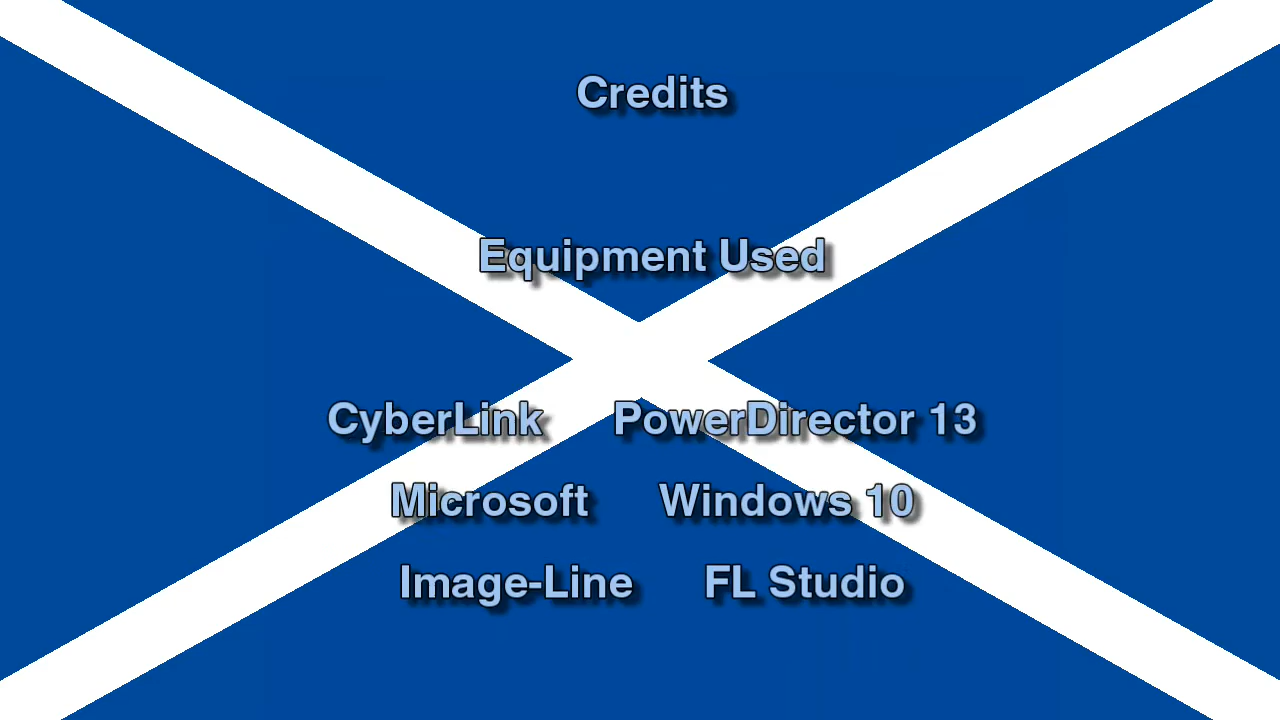 Credits
Equipment Used
CyberLink PowerDirector 13
Microsoft Windows 10
Image-Line FL Studio